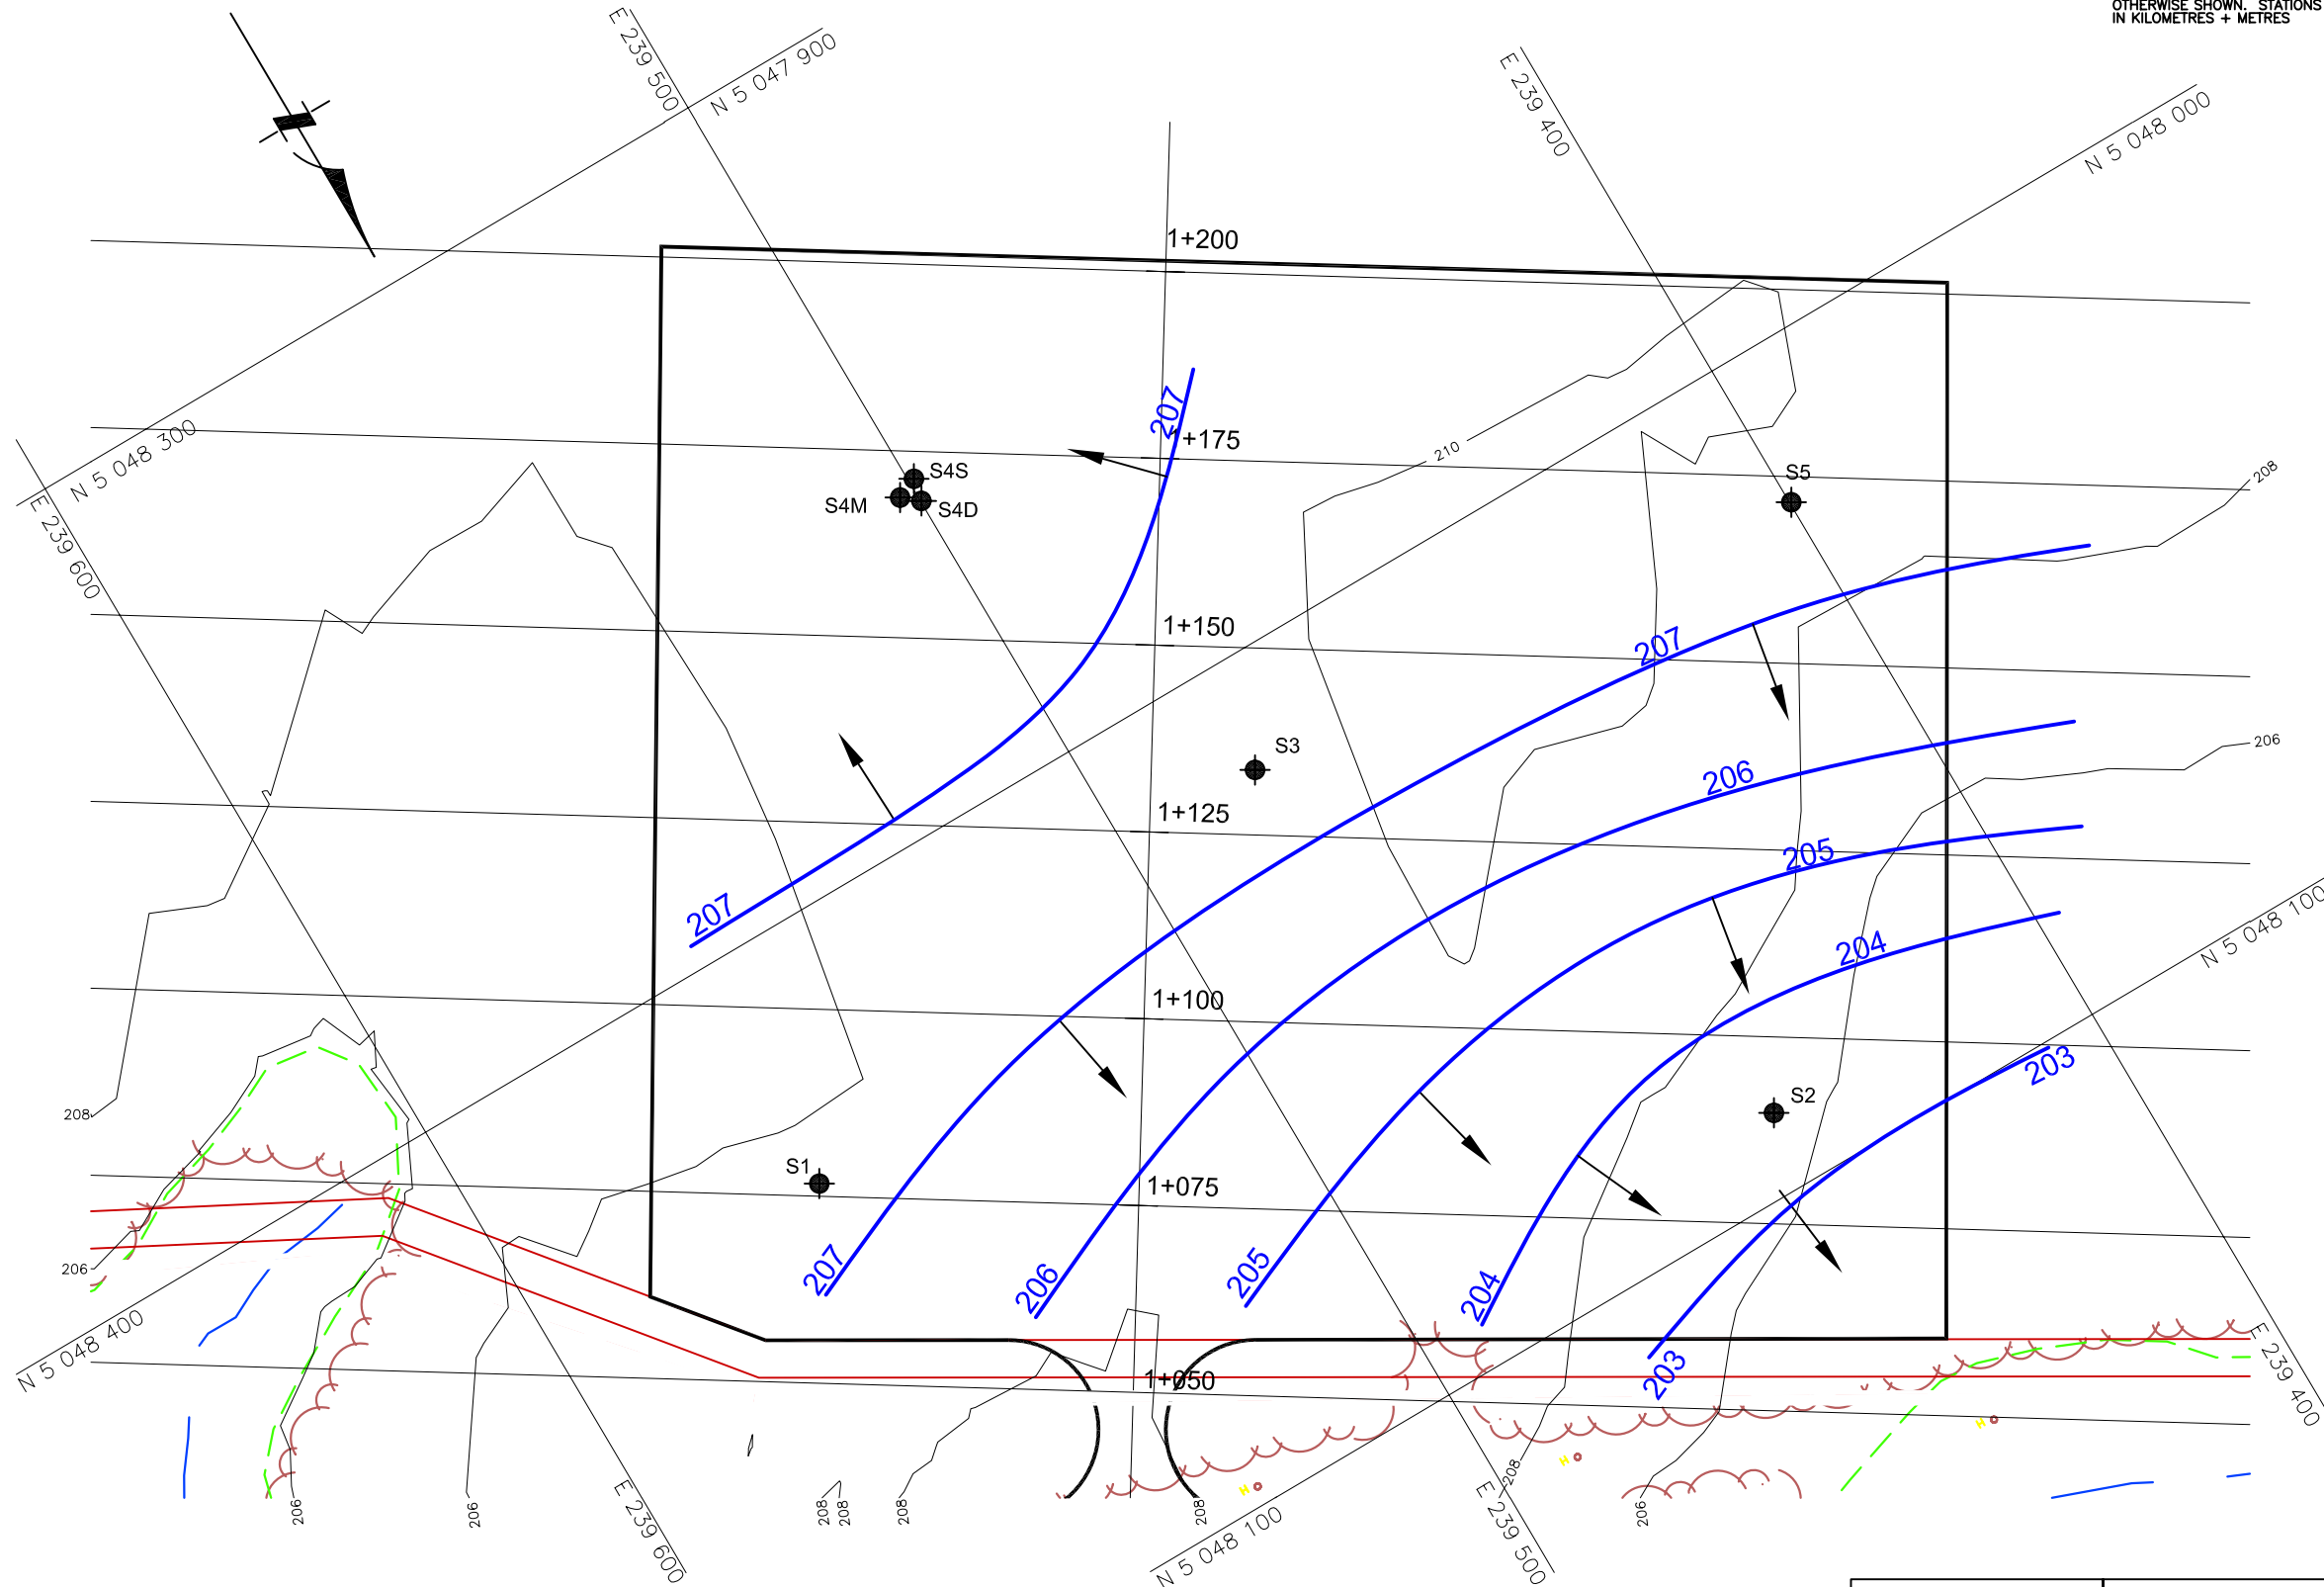 OTHERWISE SHOWN. STATIONS
IN KILOMETRES + METRES
E 239 500
N 5 047 900
E 239 400
N 5 048 000
1+200
207
1+175
210
S4S
S4M
S4D
S5
208
N 5 048 300
E 239 600
1+150
207
S3
206
206
1+125
205
207
204
N 5 048 100
1+100
203
208
S2
S1
1+075
206
207
206
205
204
N 5 048 400
203
1+050
E 239 400
H
H
H
208
206
206
208
208
208
208
206
E 239 600
N 5 048 100
E 239 500